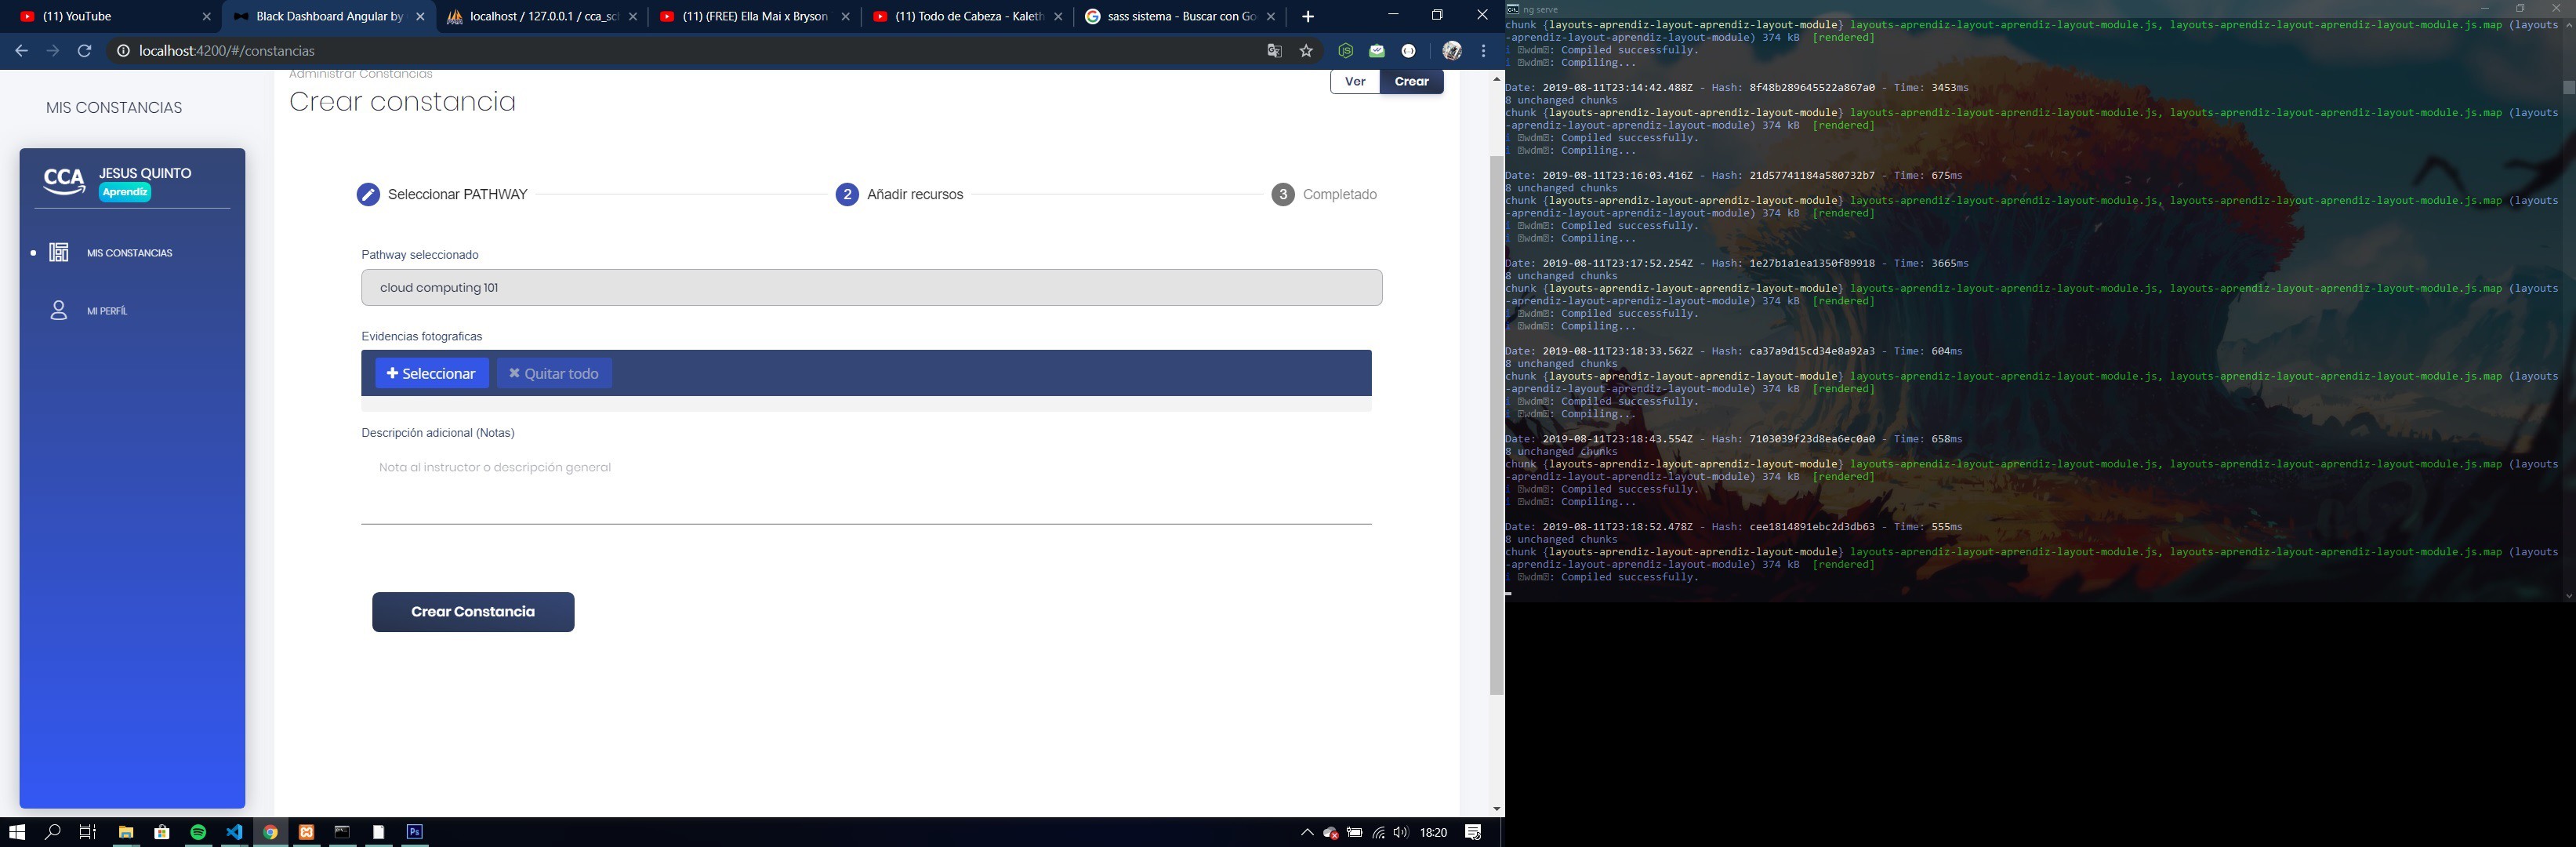 (11) YouTube
Black Dashboard Angular by
localhost / 127.0.0.1 / cca_scl
(11) (FREE) Ella Mai x Bryson
(11) Todo de Cabeza - Kaleth
sass sistema - Buscar con Go
localhost:4200/#/constancias
MIS CONSTANCIAS
CCA
JESUS QUINTO
Aprendiz
MIS CONSTANCIAS
MI PERFÍL
Administrar Constancias
Ver
Crear
Crear constancia
Seleccionar PATHWAY
2
Añadir recursos
3
Completado
Pathway seleccionado
cloud computing 101
Evidencias fotograficas
Seleccionar
Quitar todo
Descripción adicional (Notas)
Nota al instructor o descripción general
Crear Constancia
Ps
18:20
ng serve
chunk {layouts-aprendiz-layout-aprendiz-layout-module} layouts-aprendiz-layout-aprendiz-layout-module.js, layouts-aprendiz-layout-aprendiz-layout-module.js.map (layouts
-aprendiz-layout-aprendiz-layout-module) 374 kB  [rendered]
i ｢wdm｣: Compiled successfully.
i ｢wdm｣: Compiling...
Date: 2019-08-11T23:14:42.488Z - Hash: 8f48b289645522a867a0 - Time: 3453ms
8 unchanged chunks
chunk {layouts-aprendiz-layout-aprendiz-layout-module} layouts-aprendiz-layout-aprendiz-layout-module.js, layouts-aprendiz-layout-aprendiz-layout-module.js.map (layouts
-aprendiz-layout-aprendiz-layout-module) 374 kB  [rendered]
i ｢wdm｣: Compiled successfully.
i ｢wdm｣: Compiling...
Date: 2019-08-11T23:16:03.416Z - Hash: 21d57741184a580732b7 - Time: 675ms
8 unchanged chunks
chunk {layouts-aprendiz-layout-aprendiz-layout-module} layouts-aprendiz-layout-aprendiz-layout-module.js, layouts-aprendiz-layout-aprendiz-layout-module.js.map (layouts
-aprendiz-layout-aprendiz-layout-module) 374 kB  [rendered]
i ｢wdm｣: Compiled successfully.
i ｢wdm｣: Compiling...
Date: 2019-08-11T23:17:52.254Z - Hash: 1e27b1a1ea1350f89918 - Time: 3665ms
8 unchanged chunks
chunk {layouts-aprendiz-layout-aprendiz-layout-module} layouts-aprendiz-layout-aprendiz-layout-module.js, layouts-aprendiz-layout-aprendiz-layout-module.js.map (layouts
-aprendiz-layout-aprendiz-layout-module) 374 kB  [rendered]
i ｢wdm｣: Compiled successfully.
i ｢wdm｣: Compiling...
Date: 2019-08-11T23:18:33.562Z - Hash: ca37a9d15cd34e8a92a3 - Time: 604ms
8 unchanged chunks
chunk {layouts-aprendiz-layout-aprendiz-layout-module} layouts-aprendiz-layout-aprendiz-layout-module.js, layouts-aprendiz-layout-aprendiz-layout-module.js.map (layouts
-aprendiz-layout-aprendiz-layout-module) 374 kB  [rendered]
i ｢wdm｣: Compiled successfully.
i ｢wdm｣: Compiling...
Date: 2019-08-11T23:18:43.554Z - Hash: 7103039f23d8ea6ec0a0 - Time: 658ms
8 unchanged chunks
chunk {layouts-aprendiz-layout-aprendiz-layout-module} layouts-aprendiz-layout-aprendiz-layout-module.js, layouts-aprendiz-layout-aprendiz-layout-module.js.map (layouts
-aprendiz-layout-aprendiz-layout-module) 374 kB  [rendered]
i ｢wdm｣: Compiled successfully.
i ｢wdm｣: Compiling...
Date: 2019-08-11T23:18:52.478Z - Hash: cee1814891ebc2d3db63 - Time: 555ms
8 unchanged chunks
chunk {layouts-aprendiz-layout-aprendiz-layout-module} layouts-aprendiz-layout-aprendiz-layout-module.js, layouts-aprendiz-layout-aprendiz-layout-module.js.map (layouts
-aprendiz-layout-aprendiz-layout-module) 374 kB  [rendered]
i ｢wdm｣: Compiled successfully.